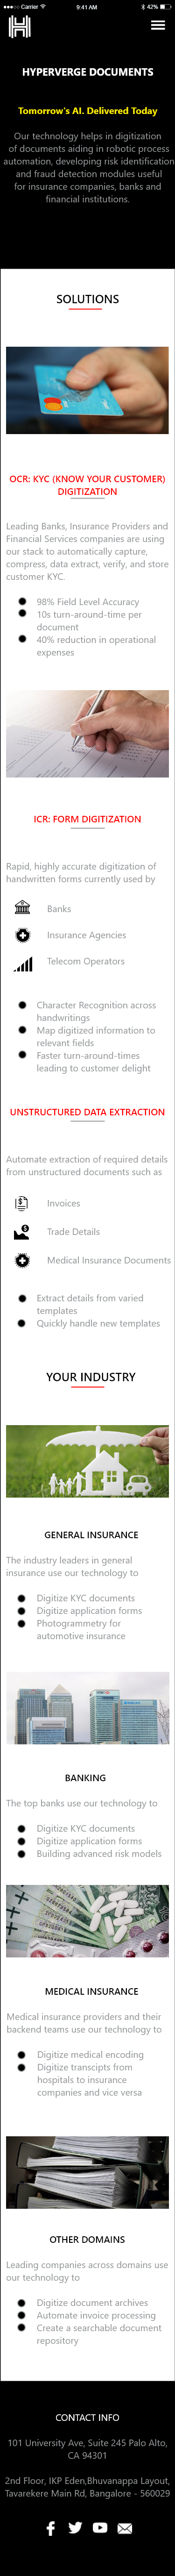 Carrier
9:41 AM
42%
HYPERVERGE DOCUMENTS
Tomorrow's AI. Delivered Today
Our technology helps in digitization
of documents aiding in robotic process
automation, developing risk identification
and fraud detection modules useful
for insurance companies, banks and
financial institutions.
SOLUTIONS
OCR: KYC (KNOW YOUR CUSTOMER)
DIGITIZATION
Leading Banks, Insurance Providers and
Financial Services companies are using
our stack to automatically capture,
compress, data extract, verify, and store
customer KYC.
98% Field Level Accuracy
10s turn-around-time per
document
40% reduction in operational
expenses
ICR: FORM DIGITIZATION
Rapid, highly accurate digitization of
handwritten forms currently used by
Banks
Insurance Agencies
Telecom Operators
Character Recognition across
handwritings
Map digitized information to
relevant fields
Faster turn-around-times
leading to customer delight
UNSTRUCTURED DATA EXTRACTION
Automate extraction of required details
from unstructured documents such as
Invoices
Trade Details
Medical Insurance Documents
Extract details from varied
templates
Quickly handle new templates
YOUR INDUSTRY
GENERAL INSURANCE
The industry leaders in general
insurance use our technology to
Digitize KYC documents
Digitize application forms
Photogrammetry for
automotive insurance
BANKING
The top banks use our technology to
Digitize KYC documents
Digitize application forms
Building advanced risk models
MEDICAL INSURANCE
Medical insurance providers and their
backend teams use our technology to
Digitize medical encoding
Digitize transcipts from
hospitals to insurance
companies and vice versa
OTHER DOMAINS
Leading companies across domains use
our technology to
Digitize document archives
Automate invoice processing
Create a searchable document
repository
CONTACT INFO
101 University Ave, Suite 245 Palo Alto,
CA 94301
2nd Floor, IKP Eden,Bhuvanappa Layout,
Tavarekere Main Rd, Bangalore - 560029